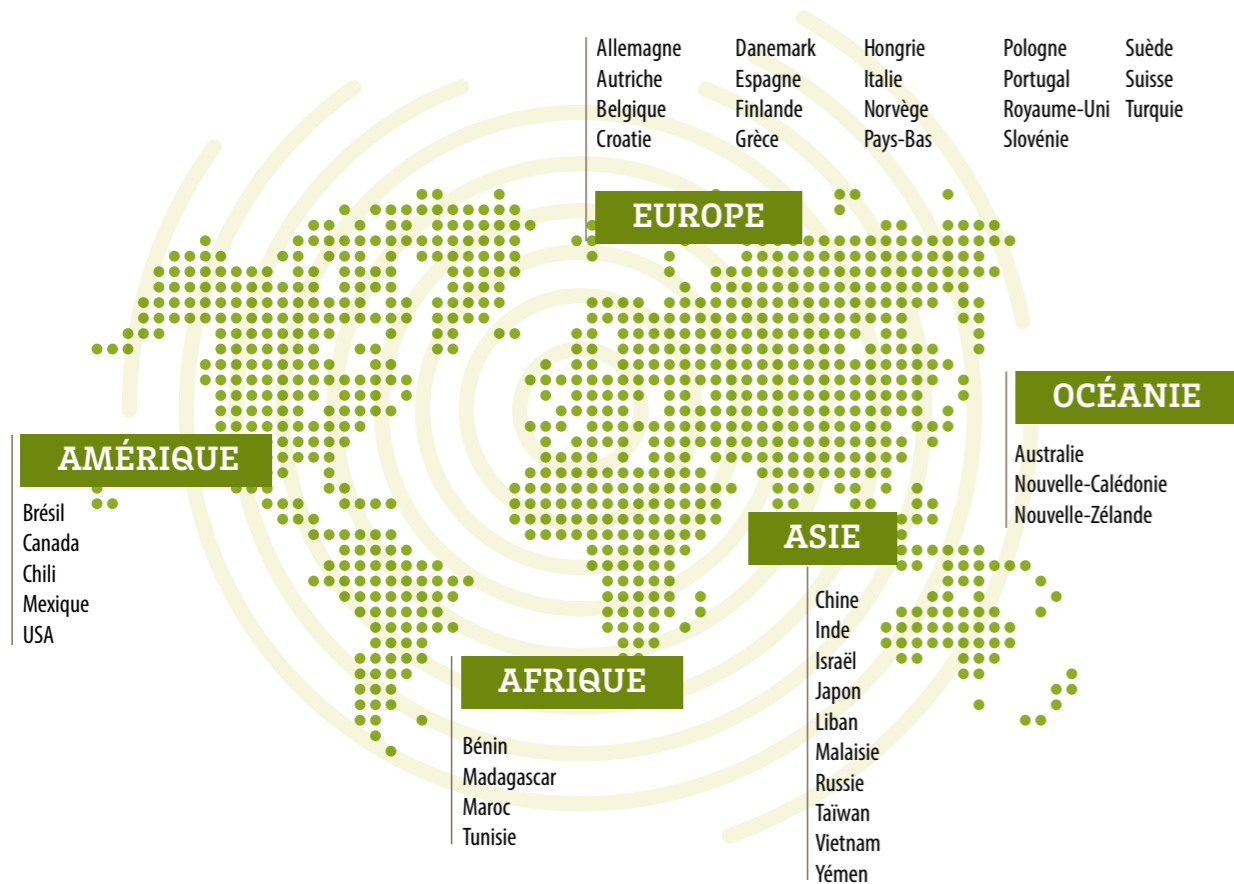 Allemagne Danemark Hongrie Pologne Suède
Autriche Espagne Italie Portugal Suisse
Belgique Finlande Norvège Royaume-Uni Turquie
Croatie Grèce Pays-Bas Slovénie
EUROPE
OCÉANIE
Australie
Nouvelle-Calédonie
Nouvelle-Zélande
AMÉRIQUE
Brésil
Canada
Chili
Mexique
USA
ASIE
Chine
Inde
Israël
Japon
Liban
Malaisie
Russie
Taïwan
Vietnam
Yémen
AFRIQUE
Bénin
Madagascar
Maroc
Tunisie